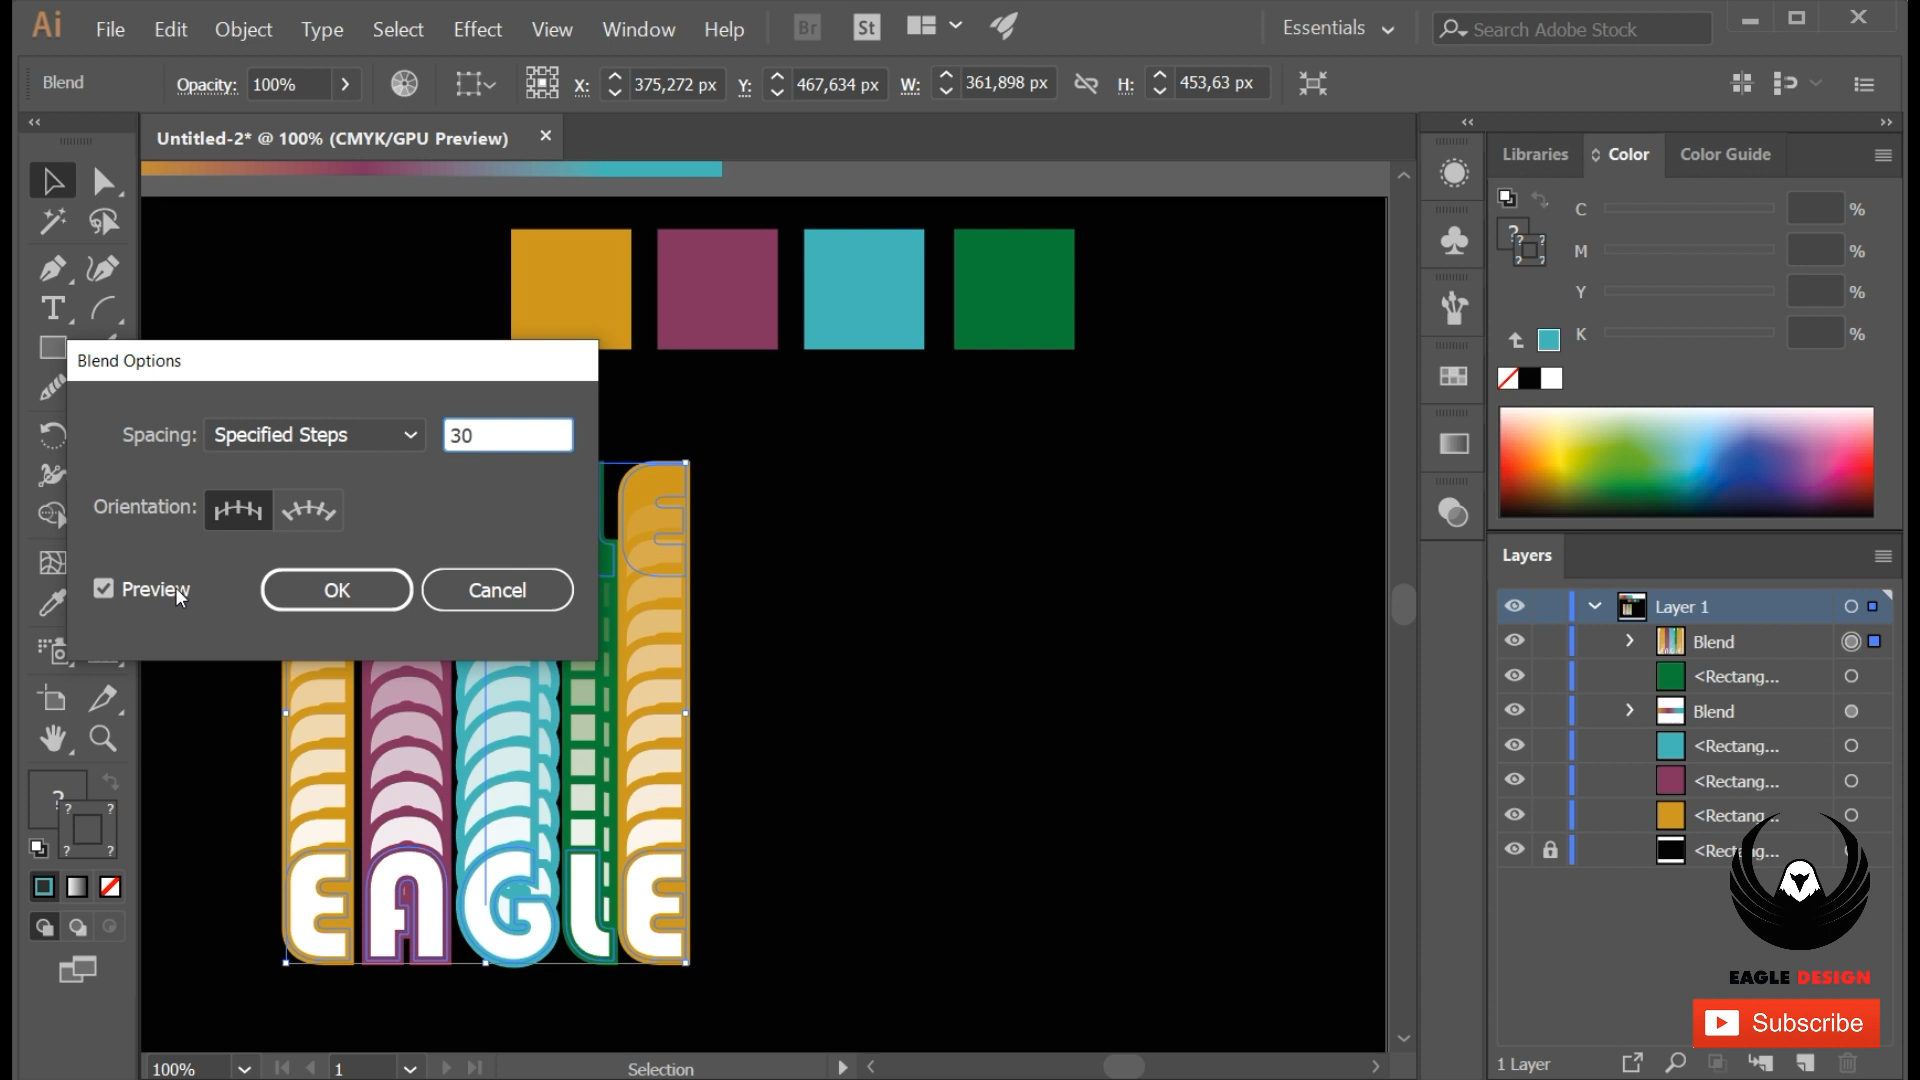 Ai File Edit Object Type Select Effect View Window Help Br St Essentials Search Adobe Stock
Blend Opacity: 100% X: 375,272 px Y: 467,634 px W: 361,898 px H: 453,63 px
Untitled-2* @ 100% (CMYK/GPU Preview)
Libraries Color Color Guide
C %
M %
Y %
K %
Blend Options
Spacing: Specified Steps 30
Orientation:
Preview OK Cancel
E
EAGLE
Layers
Layer 1
Blend
<Rectang...
Blend
<Rectang...
<Rectang...
<Rectang...
<Rectang...
EAGLE DESIGN
Subscribe
100% 1 Selection
1 Layer